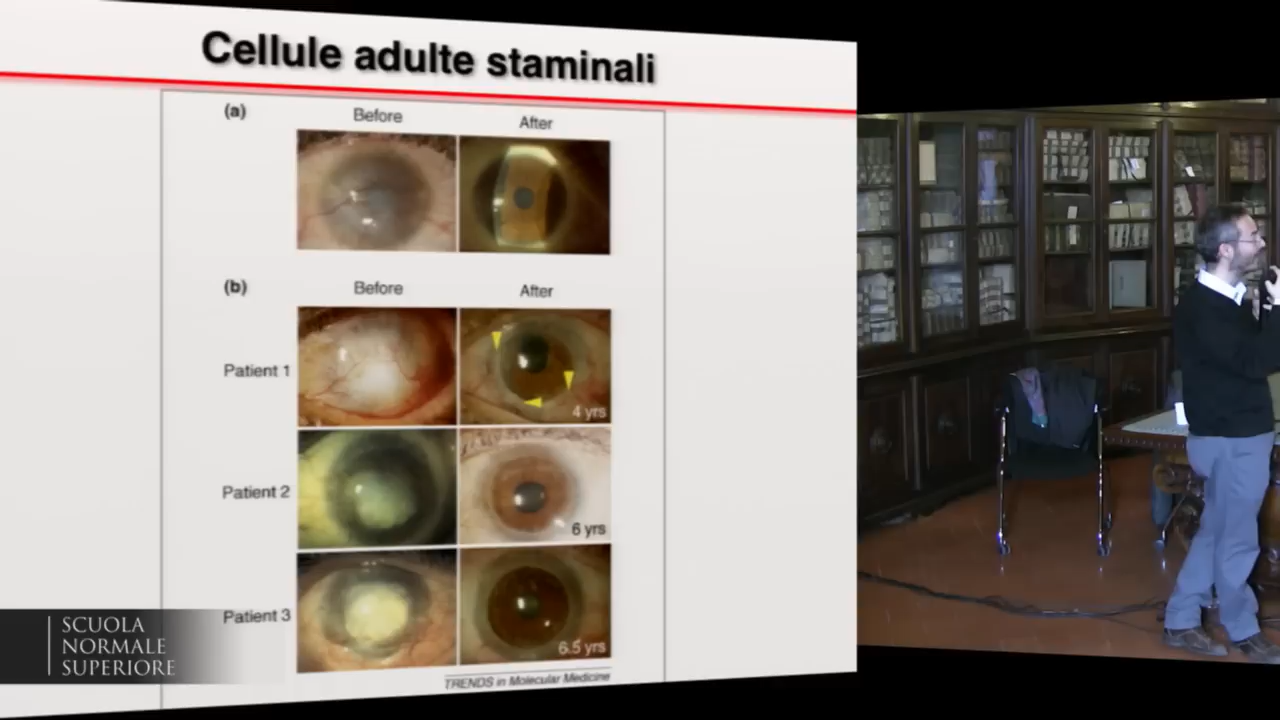 Cellule adulte staminali
(a)
Before
After
(b)
Before
After
Patient 1
4 yrs
Patient 2
6 yrs
Patient 3
6.5 yrs
TRENDS in Molecular Medicine
SCUOLA
NORMALE
SUPERIORE